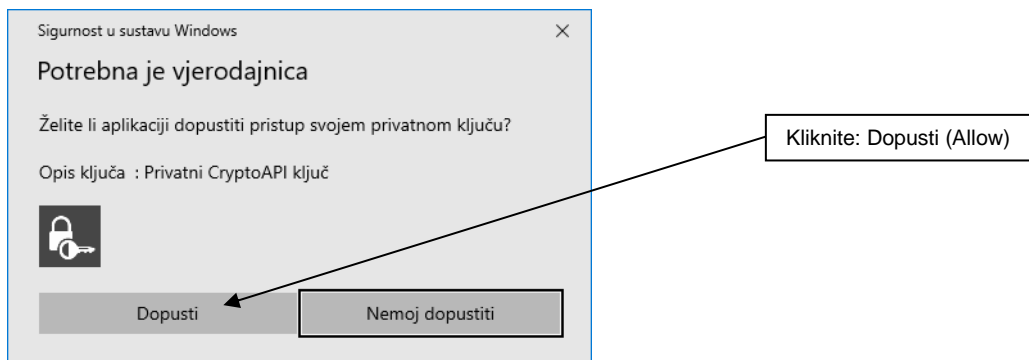 Sigurnost u sustavu Windows
Potrebna je vjerodajnica
Želite li aplikaciji dopustiti pristup svojem privatnom ključu?
Kliknite: Dopusti (Allow)
Opis ključa : Privatni CryptoAPI ključ
Dopusti
Nemoj dopustiti